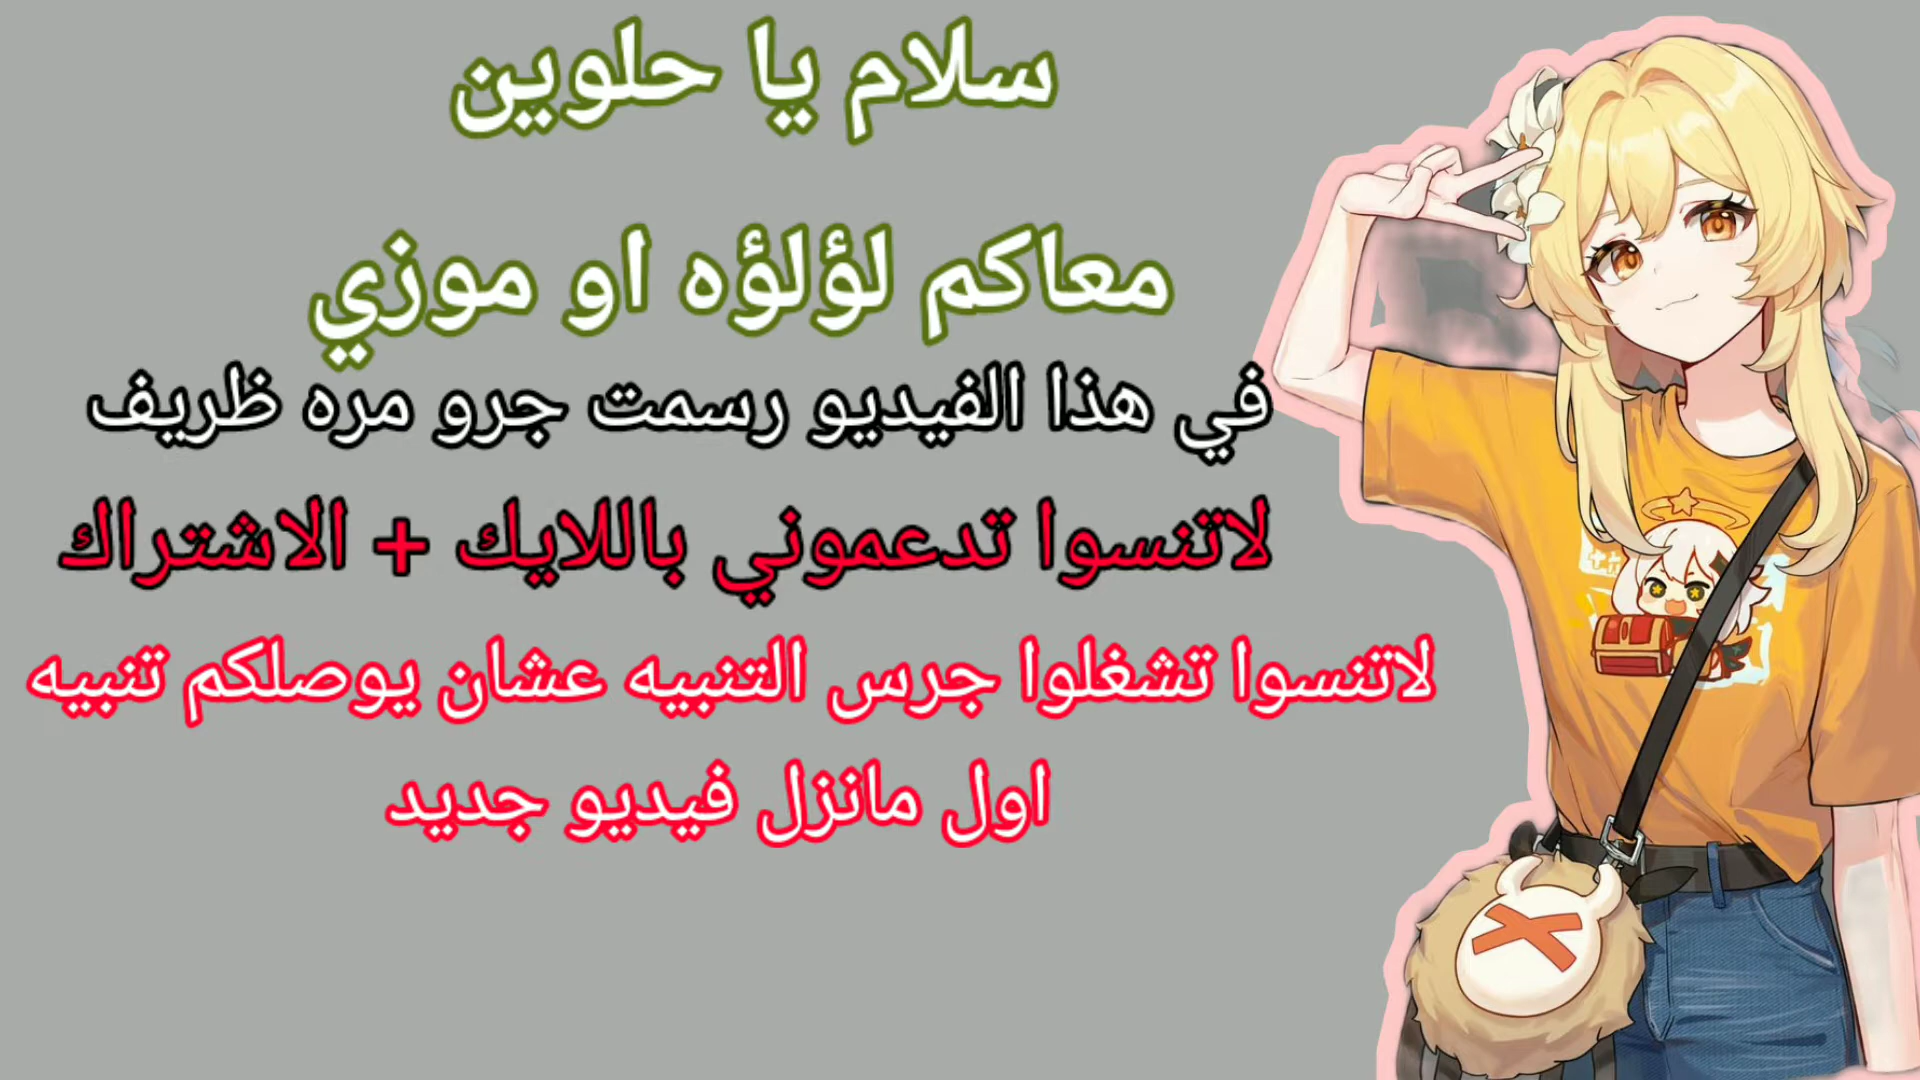 سلام يا حلوين
معاكم لؤلؤه او موزي
في هذا الفيديو رسمت جرو مره ظريف
لاتنسوا تدعموني باللايك + الاشتراك
لاتنسوا تشغلوا جرس التنبيه عشان يوصلكم تنبيه
اول مانزل فيديو جديد